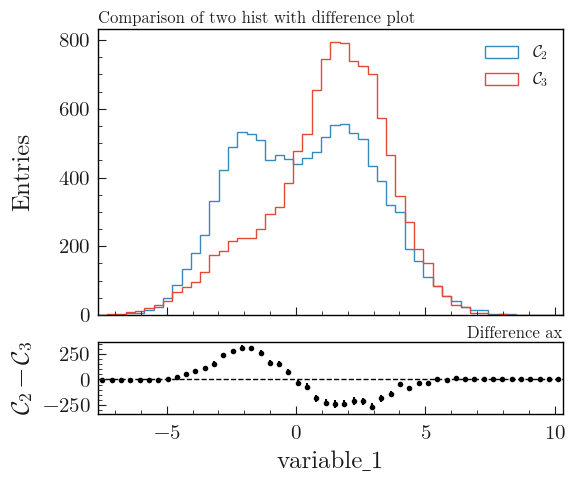 Comparison of two hist with difference plot
800
600
400
200
0
Entries
𝒞₂
𝒞₃
Difference ax
250
0
−250
𝒞₂ − 𝒞₃
−5
0
5
10
variable_1